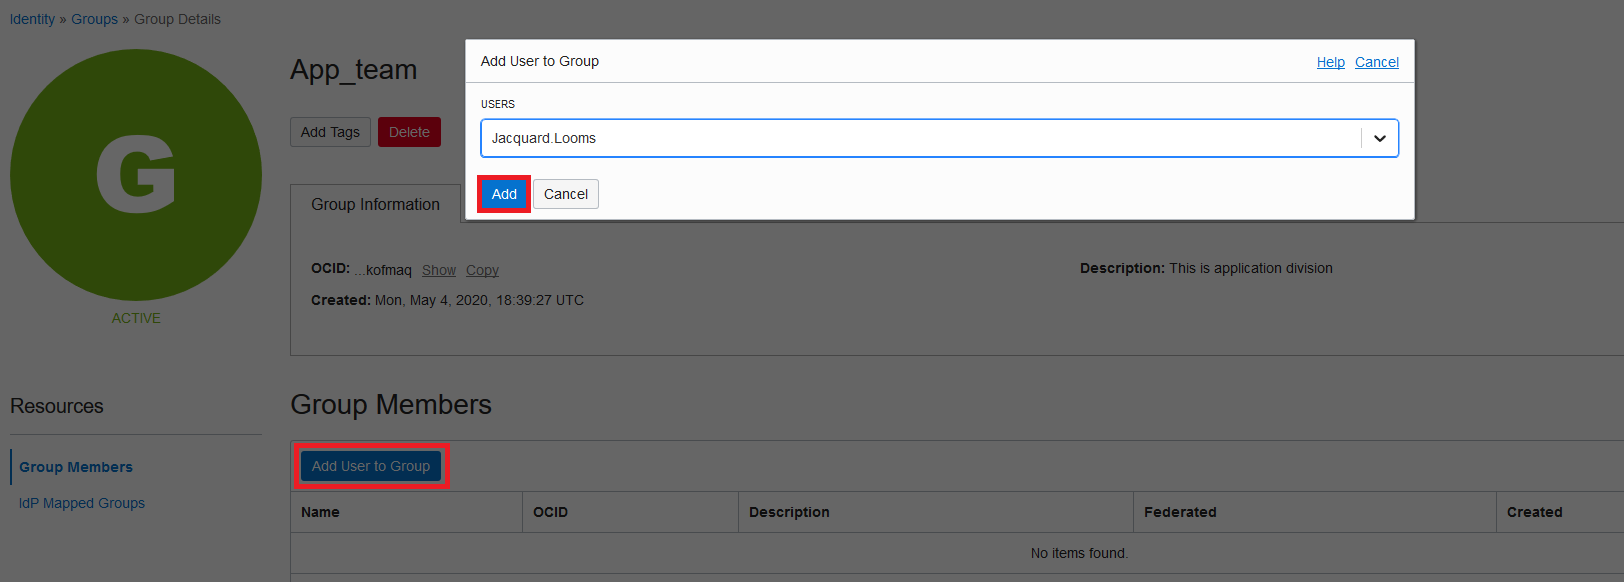 Identity » Groups » Group Details
G
ACTIVE
App_team
Add Tags Delete
Add User to Group Help Cancel
USERS
Jacquard.Looms
Add Cancel
Group Information
OCID: ...kofmaq Show Copy
Description: This is application division
Created: Mon, May 4, 2020, 18:39:27 UTC
Resources
Group Members
IdP Mapped Groups
Group Members
Add User to Group
Name OCID Description Federated Created
No items found.